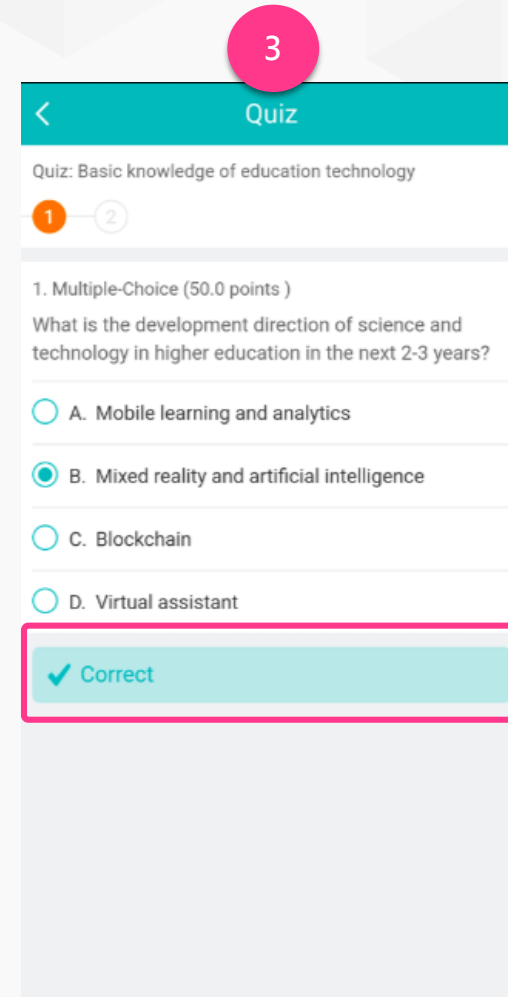 3
Quiz
Quiz: Basic knowledge of education technology
1 2
1. Multiple-Choice (50.0 points )
What is the development direction of science and
technology in higher education in the next 2-3 years?
A. Mobile learning and analytics
B. Mixed reality and artificial intelligence
C. Blockchain
D. Virtual assistant
Correct